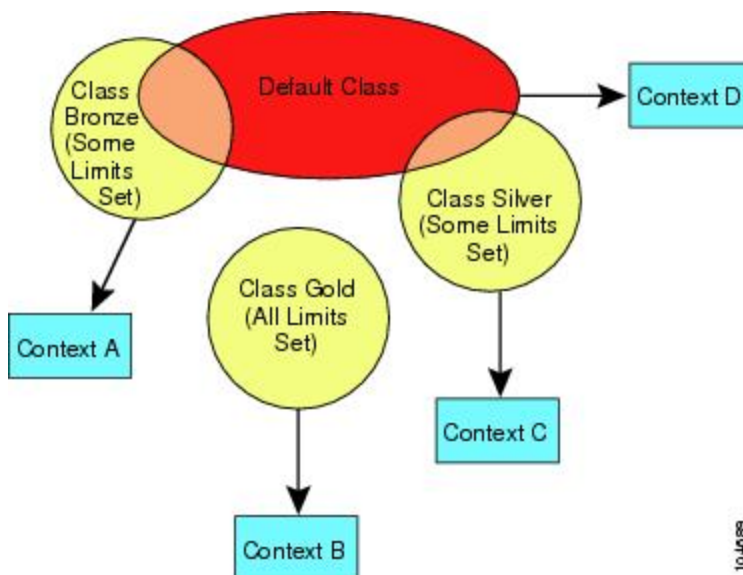 Class
Bronze
(Some
Limits
Set)
Default Class
Context D
Class Silver
(Some Limits
Set)
Class Gold
(All Limits
Set)
Context A
Context C
Context B